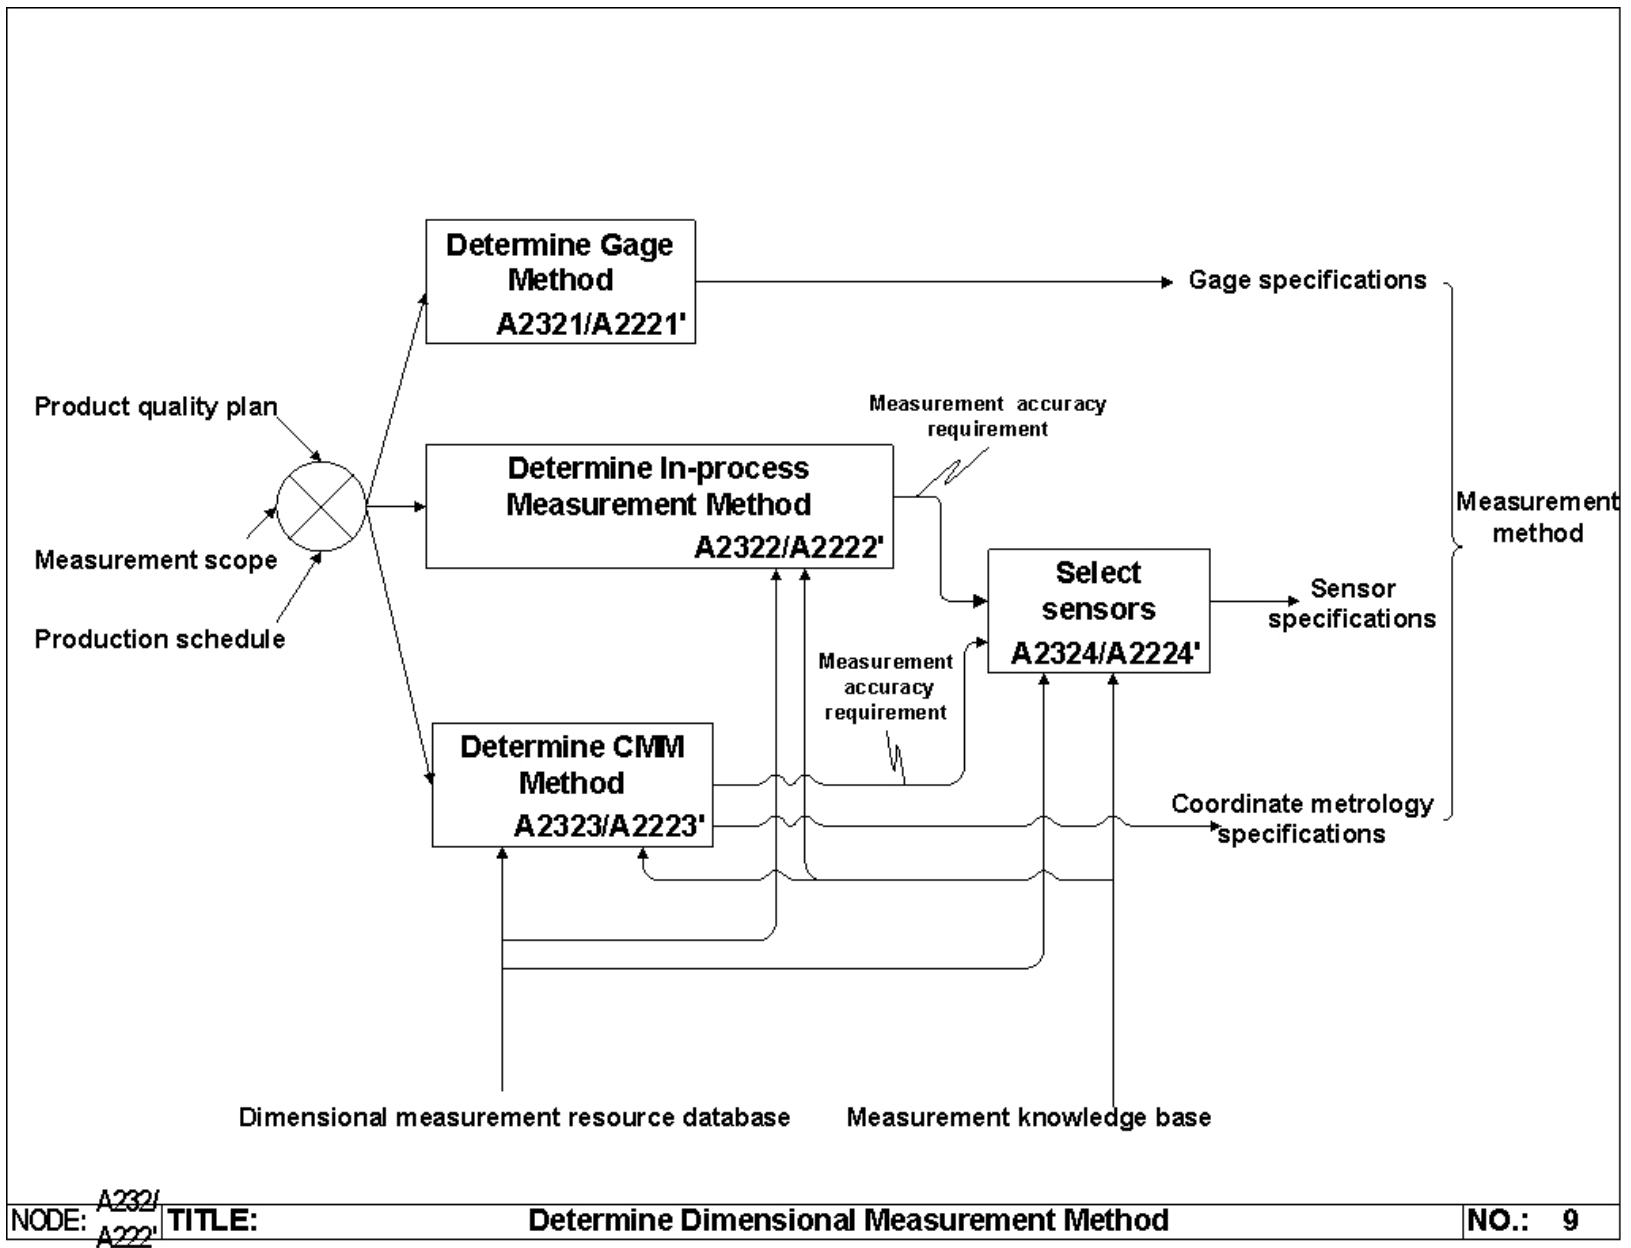 Determine Gage
Method
A2321/A2221'
Gage specifications
Product quality plan
Measurement scope
Production schedule
Determine In-process
Measurement Method
A2322/A2222'
Measurement accuracy
requirement
Measurement
method
Select
sensors
A2324/A2224'
Sensor
specifications
Measurement
accuracy
requirement
Determine CMM
Method
A2323/A2223'
Coordinate metrology
specifications
Dimensional measurement resource database
Measurement knowledge base
NODE: A232/
A222'
TITLE: Determine Dimensional Measurement Method
NO.: 9